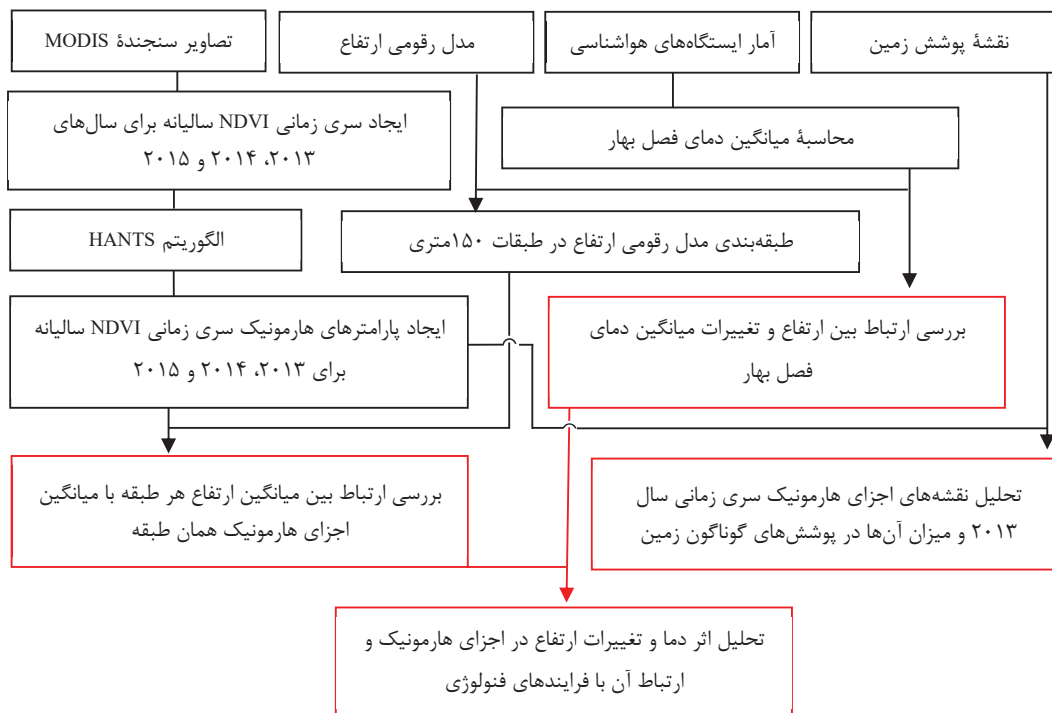 نقشۀ پوشش زمین
آمار ایستگاه‌های هواشناسی
مدل رقومی ارتفاع
تصاویر سنجندۀ MODIS
محاسبۀ میانگین دمای فصل بهار
ایجاد سری زمانی NDVI سالیانه برای سال‌های
۲۰۱۳، ۲۰۱۴ و ۲۰۱۵
طبقه‌بندی مدل رقومی ارتفاع در طبقات ۱۵۰متری
الگوریتم HANTS
بررسی ارتباط بین ارتفاع و تغییرات میانگین دمای
فصل بهار
ایجاد پارامترهای هارمونیک سری زمانی NDVI سالیانه
برای ۲۰۱۳، ۲۰۱۴ و ۲۰۱۵
تحلیل نقشه‌های اجزای هارمونیک سری زمانی سال
۲۰۱۳ و میزان آن‌ها در پوشش‌های گوناگون زمین
بررسی ارتباط بین میانگین ارتفاع هر طبقه با میانگین
اجزای هارمونیک همان طبقه
تحلیل اثر دما و تغییرات ارتفاع در اجزای هارمونیک و
ارتباط آن با فرایندهای فنولوژی